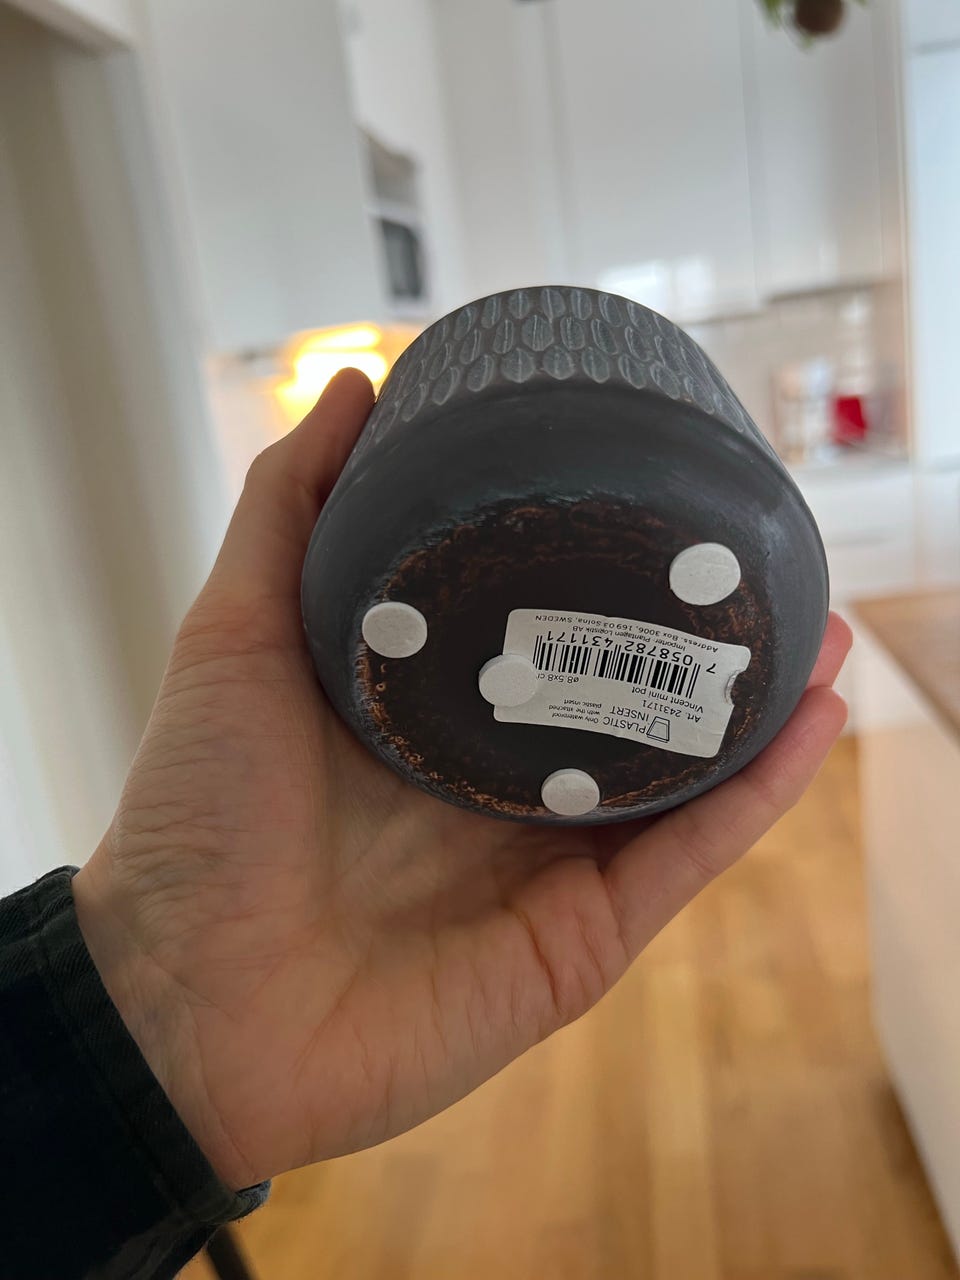 PLASTIC
INSERT
Only waterproof
with the attached
plastic insert
Art. 2431171
Vincent mini pot
ø8,5x8 c
7 058782 431171
Importer: Plantagen Logistik AB
Address. Box 3006, 169 03 Solna, SWEDEN